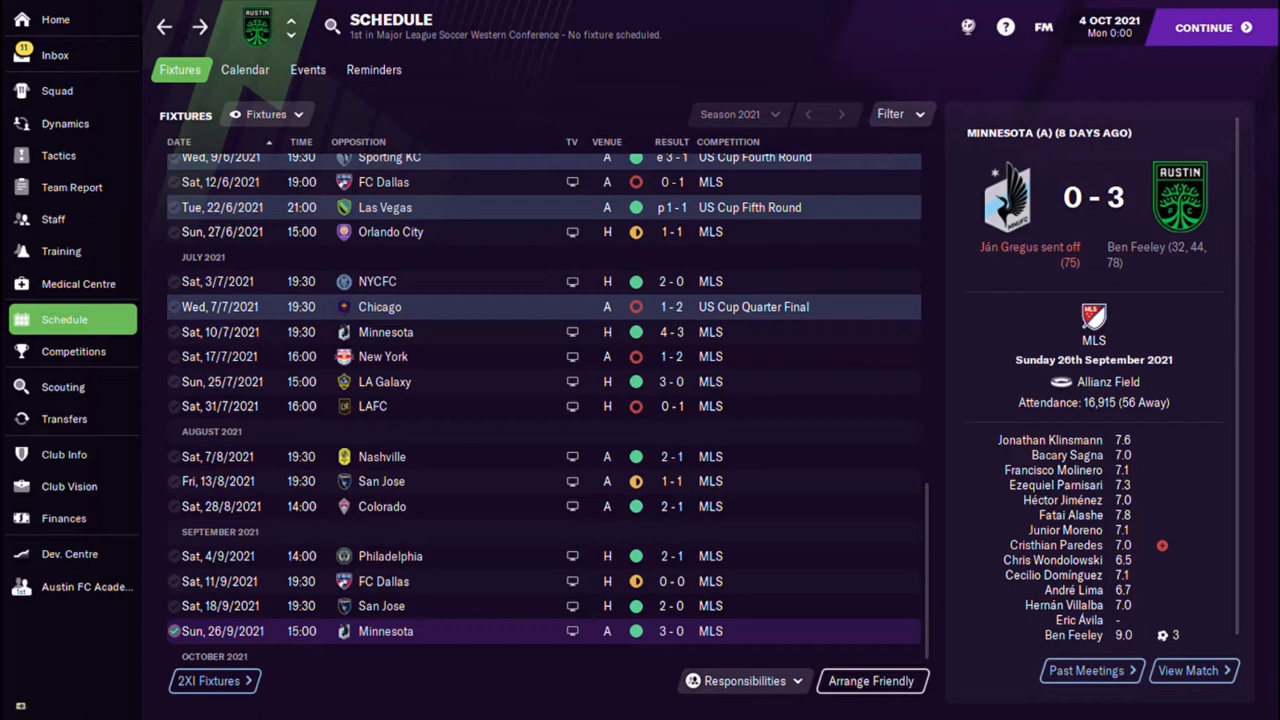 Home
11
Inbox
Squad
Dynamics
Tactics
Team Report
Staff
Training
Medical Centre
Schedule
Competitions
Scouting
Transfers
Club Info
Club Vision
Finances
Dev. Centre
1st Austin FC Acade...
AUSTIN
SCHEDULE
1st in Major League Soccer Western Conference - No fixture scheduled.
? FM
4 OCT 2021
Mon 0:00
CONTINUE
Fixtures Calendar Events Reminders
FIXTURES Fixtures Season 2021 Filter
DATE TIME OPPOSITION TV VENUE RESULT COMPETITION
Wed, 9/6/2021 19:30 Sporting KC A e 3 - 1 US Cup Fourth Round
Sat, 12/6/2021 19:00 FC Dallas A 0 - 1 MLS
Tue, 22/6/2021 21:00 Las Vegas A p 1 - 1 US Cup Fifth Round
Sun, 27/6/2021 15:00 Orlando City H 1 - 1 MLS
JULY 2021
Sat, 3/7/2021 19:30 NYCFC H 2 - 0 MLS
Wed, 7/7/2021 19:30 Chicago A 1 - 2 US Cup Quarter Final
Sat, 10/7/2021 19:30 Minnesota H 4 - 3 MLS
Sat, 17/7/2021 16:00 New York A 1 - 2 MLS
Sun, 25/7/2021 15:00 LA Galaxy H 3 - 0 MLS
Sat, 31/7/2021 16:00 LAFC H 0 - 1 MLS
AUGUST 2021
Sat, 7/8/2021 19:30 Nashville A 2 - 1 MLS
Fri, 13/8/2021 19:30 San Jose A 1 - 1 MLS
Sat, 28/8/2021 14:00 Colorado A 2 - 1 MLS
SEPTEMBER 2021
Sat, 4/9/2021 14:00 Philadelphia H 2 - 1 MLS
Sat, 11/9/2021 19:30 FC Dallas H 0 - 0 MLS
Sat, 18/9/2021 19:30 San Jose H 2 - 0 MLS
Sun, 26/9/2021 15:00 Minnesota A 3 - 0 MLS
OCTOBER 2021
2XI Fixtures Responsibilities Arrange Friendly
MINNESOTA (A) (8 DAYS AGO)
0 - 3
AUSTIN
Ján Gregus sent off
(75)
Ben Feeley (32, 44,
78)
MLS
MLS
Sunday 26th September 2021
Allianz Field
Attendance: 16,915 (56 Away)
Jonathan Klinsmann 7.6
Bacary Sagna 7.0
Francisco Molinero 7.1
Ezequiel Parnisari 7.3
Héctor Jiménez 7.0
Fatai Alashe 7.8
Junior Moreno 7.1
Cristhian Paredes 7.0
Chris Wondolowski 6.5
Cecilio Domínguez 7.1
André Lima 6.7
Hernán Villalba 7.0
Eric Ávila -
Ben Feeley 9.0 3
Past Meetings View Match